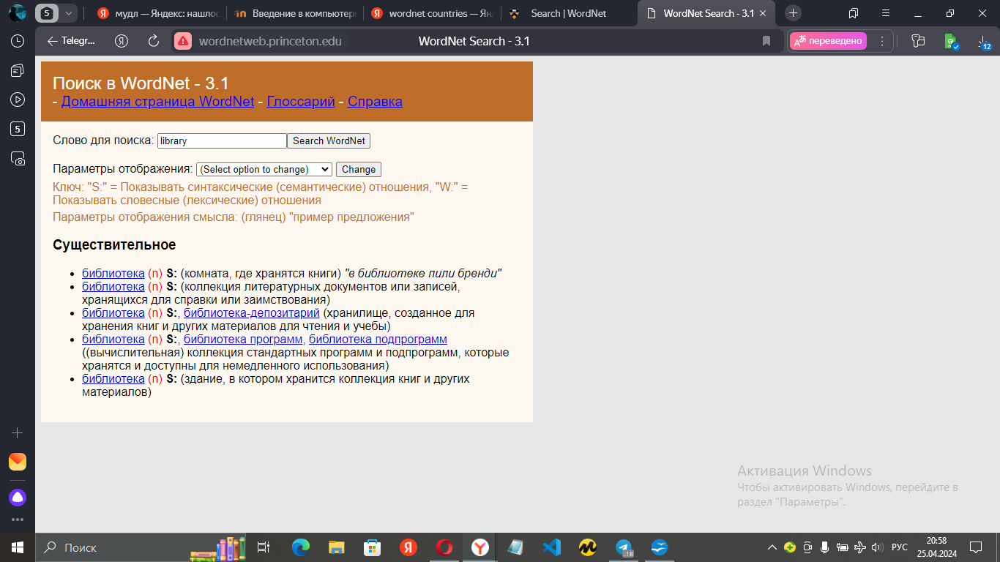 5
мудл — Яндекс: нашлос
Введение в компьютер
wordnet countries — Ян
Search | WordNet
WordNet Search - 3.1
Telegr...
wordnetweb.princeton.edu
WordNet Search - 3.1
переведено
12
5
Поиск в WordNet - 3.1
- Домашняя страница WordNet - Глоссарий - Справка
Слово для поиска: library Search WordNet
Параметры отображения: (Select option to change) Change
Ключ: "S:" = Показывать синтаксические (семантические) отношения, "W:" =
Показывать словесные (лексические) отношения
Параметры отображения смысла: (глянец) "пример предложения"
Существительное
библиотека (n) S: (комната, где хранятся книги) "в библиотеке пили бренди"
библиотека (n) S: (коллекция литературных документов или записей,
хранящихся для справки или заимствования)
библиотека (n) S:, библиотека-депозитарий (хранилище, созданное для
хранения книг и других материалов для чтения и учебы)
библиотека (n) S:, библиотека программ, библиотека подпрограмм
((вычислительная) коллекция стандартных программ и подпрограмм, которые
хранятся и доступны для немедленного использования)
библиотека (n) S: (здание, в котором хранится коллекция книг и других
материалов)
Активация Windows
Чтобы активировать Windows, перейдите в
раздел "Параметры".
Поиск
РУС
20:58
25.04.2024